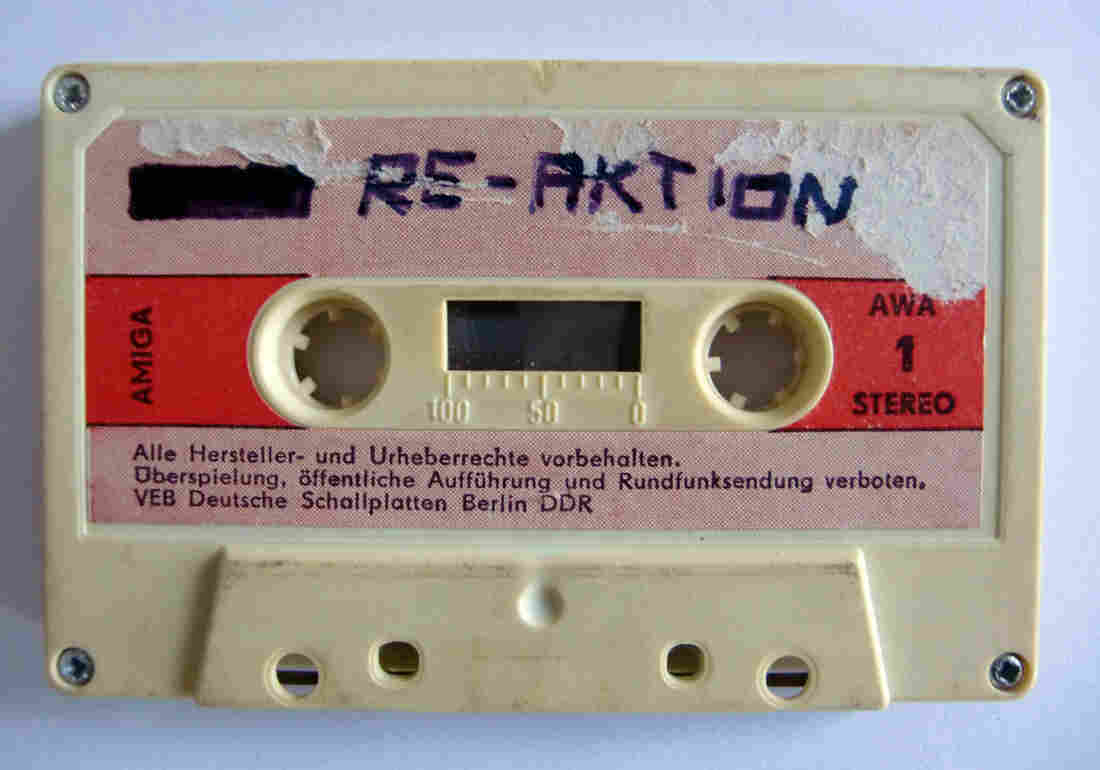 RE-AKTION
AMIGA
AWA
1
STEREO
100 50 0
Alle Hersteller- und Urheberrechte vorbehalten.
Überspielung, öffentliche Aufführung und Rundfunksendung verboten.
VEB Deutsche Schallplatten Berlin DDR